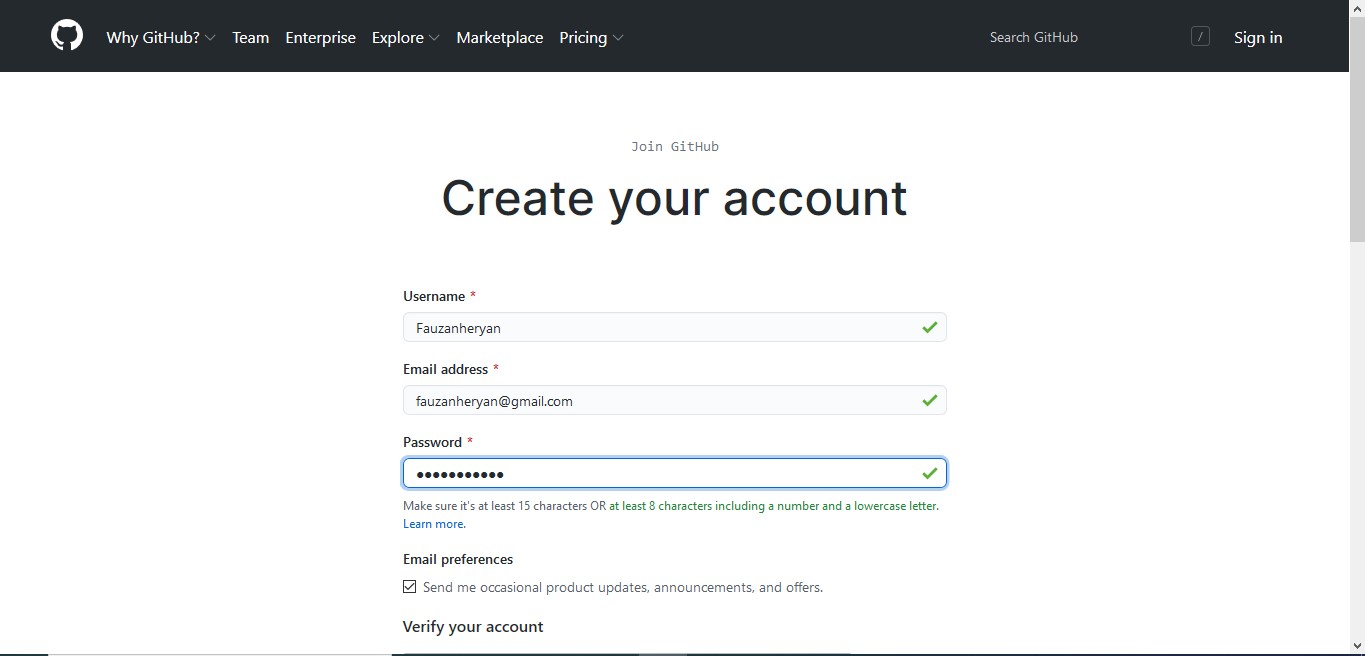 Why GitHub? Team Enterprise Explore Marketplace Pricing Search GitHub / Sign in
Join GitHub
Create your account
Username *
Fauzanheryan
Email address *
fauzanheryan@gmail.com
Password *
●●●●●●●●●●●
Make sure it's at least 15 characters OR at least 8 characters including a number and a lowercase letter.
Learn more.
Email preferences
Send me occasional product updates, announcements, and offers.
Verify your account